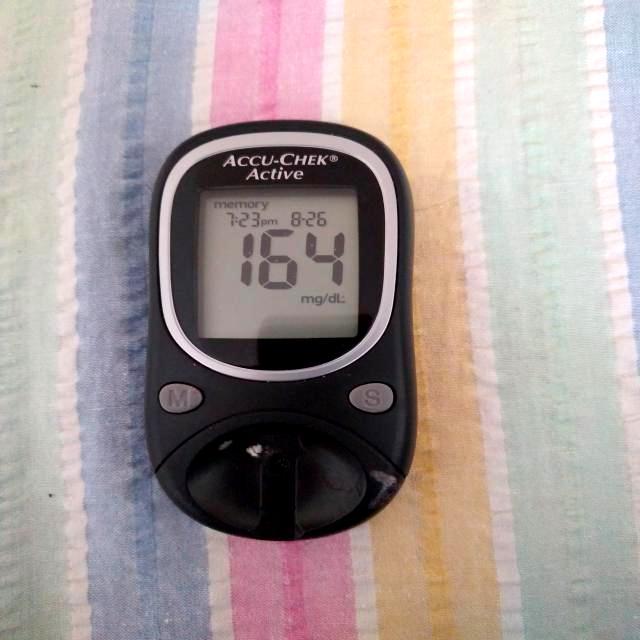 ACCU-CHEK®
Active
memory
7:23pm 8-26
164
mg/dL
M S